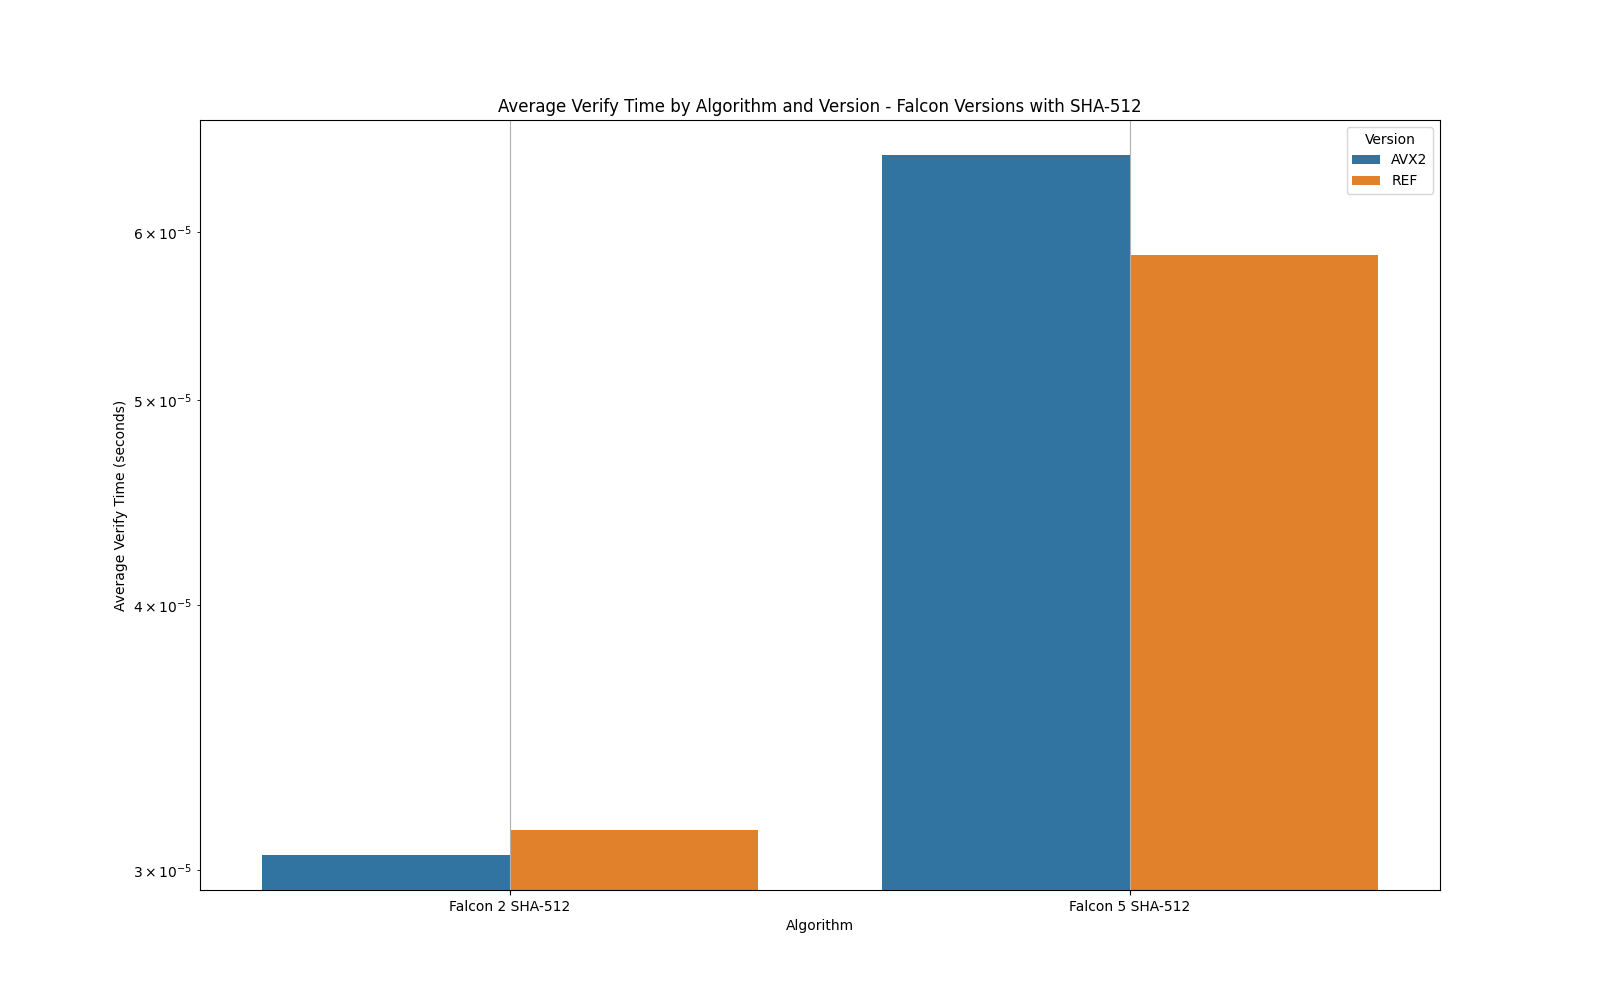 Average Verify Time by Algorithm and Version - Falcon Versions with SHA-512
Version
AVX2
REF
6 × 10⁻⁵
5 × 10⁻⁵
4 × 10⁻⁵
3 × 10⁻⁵
Average Verify Time (seconds)
Falcon 2 SHA-512
Falcon 5 SHA-512
Algorithm